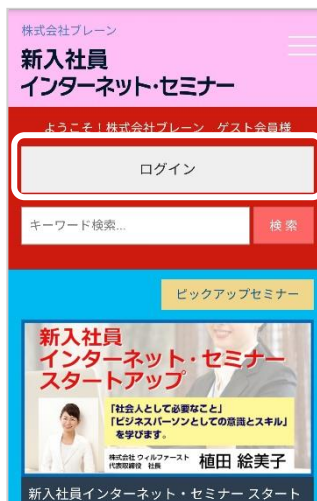 株式会社ブレーン
新入社員
インターネット・セミナー
ようこそ！株式会社ブレーン　ゲスト会員様
ログイン
キーワード検索...
検 索
ピックアップセミナー
新入社員
インターネット・セミナー
スタートアップ
「社会人として必要なこと」
「ビジネスパーソンとしての意識とスキル」
を学びます。
株式会社 ウィルファースト
代表取締役 社長
植田 絵美子
新入社員インターネット・セミナー スタート